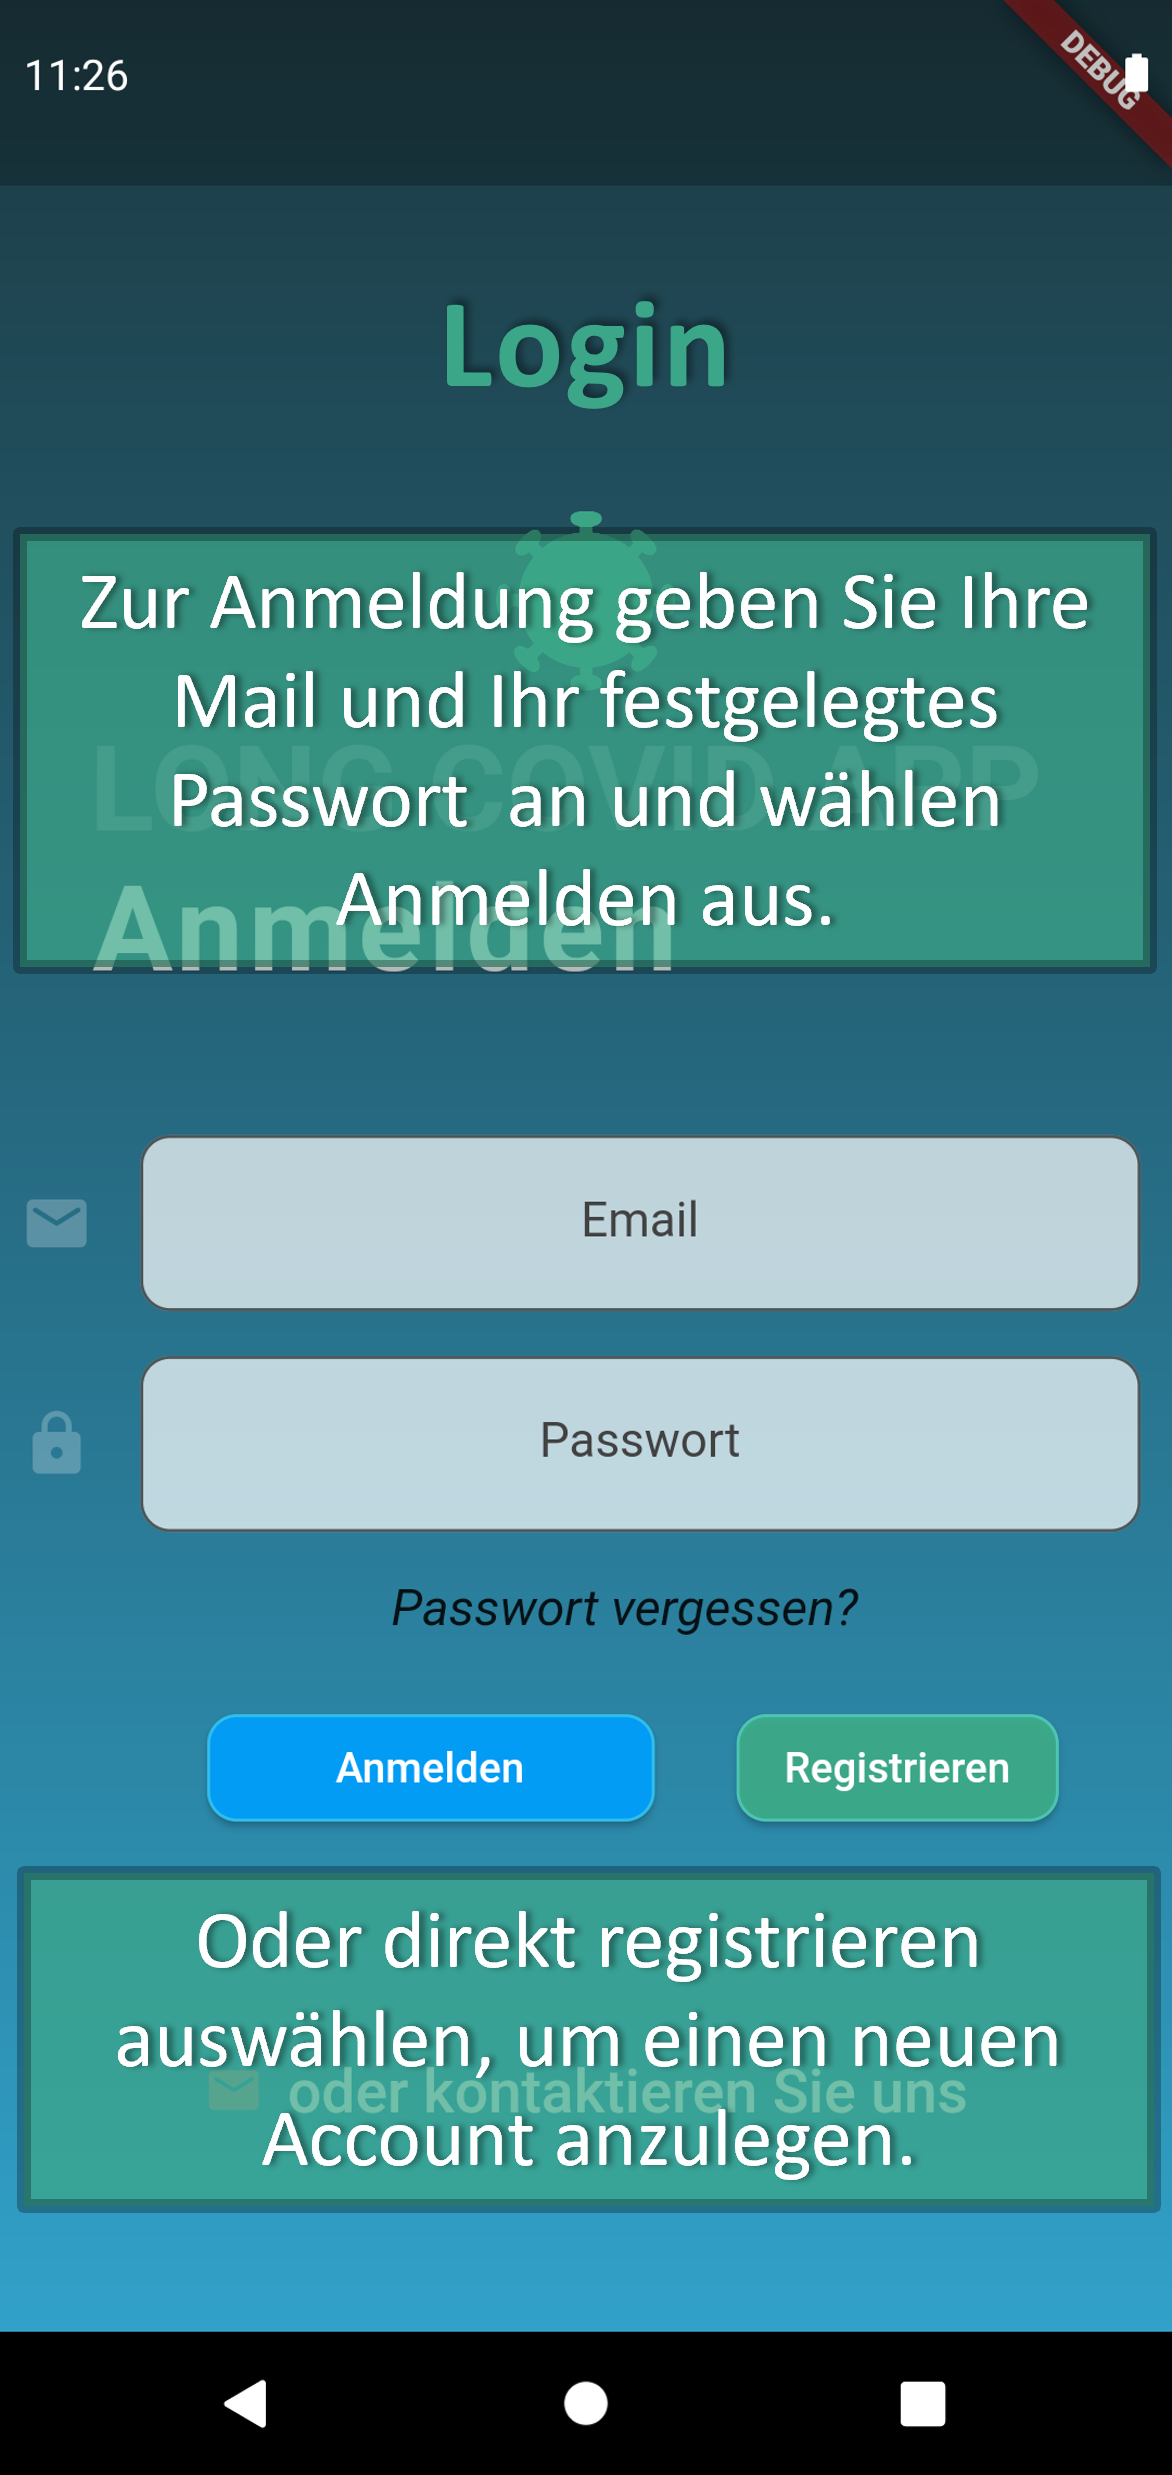 11:26
DEBUG
Login
Zur Anmeldung geben Sie Ihre
Mail und Ihr festgelegtes
LONG COVID APP
Passwort an und wählen
Anmelden aus.
Anmelden
Email
Passwort
Passwort vergessen?
Anmelden
Registrieren
Oder direkt registrieren
auswählen, um einen neuen
oder kontaktieren Sie uns
Account anzulegen.